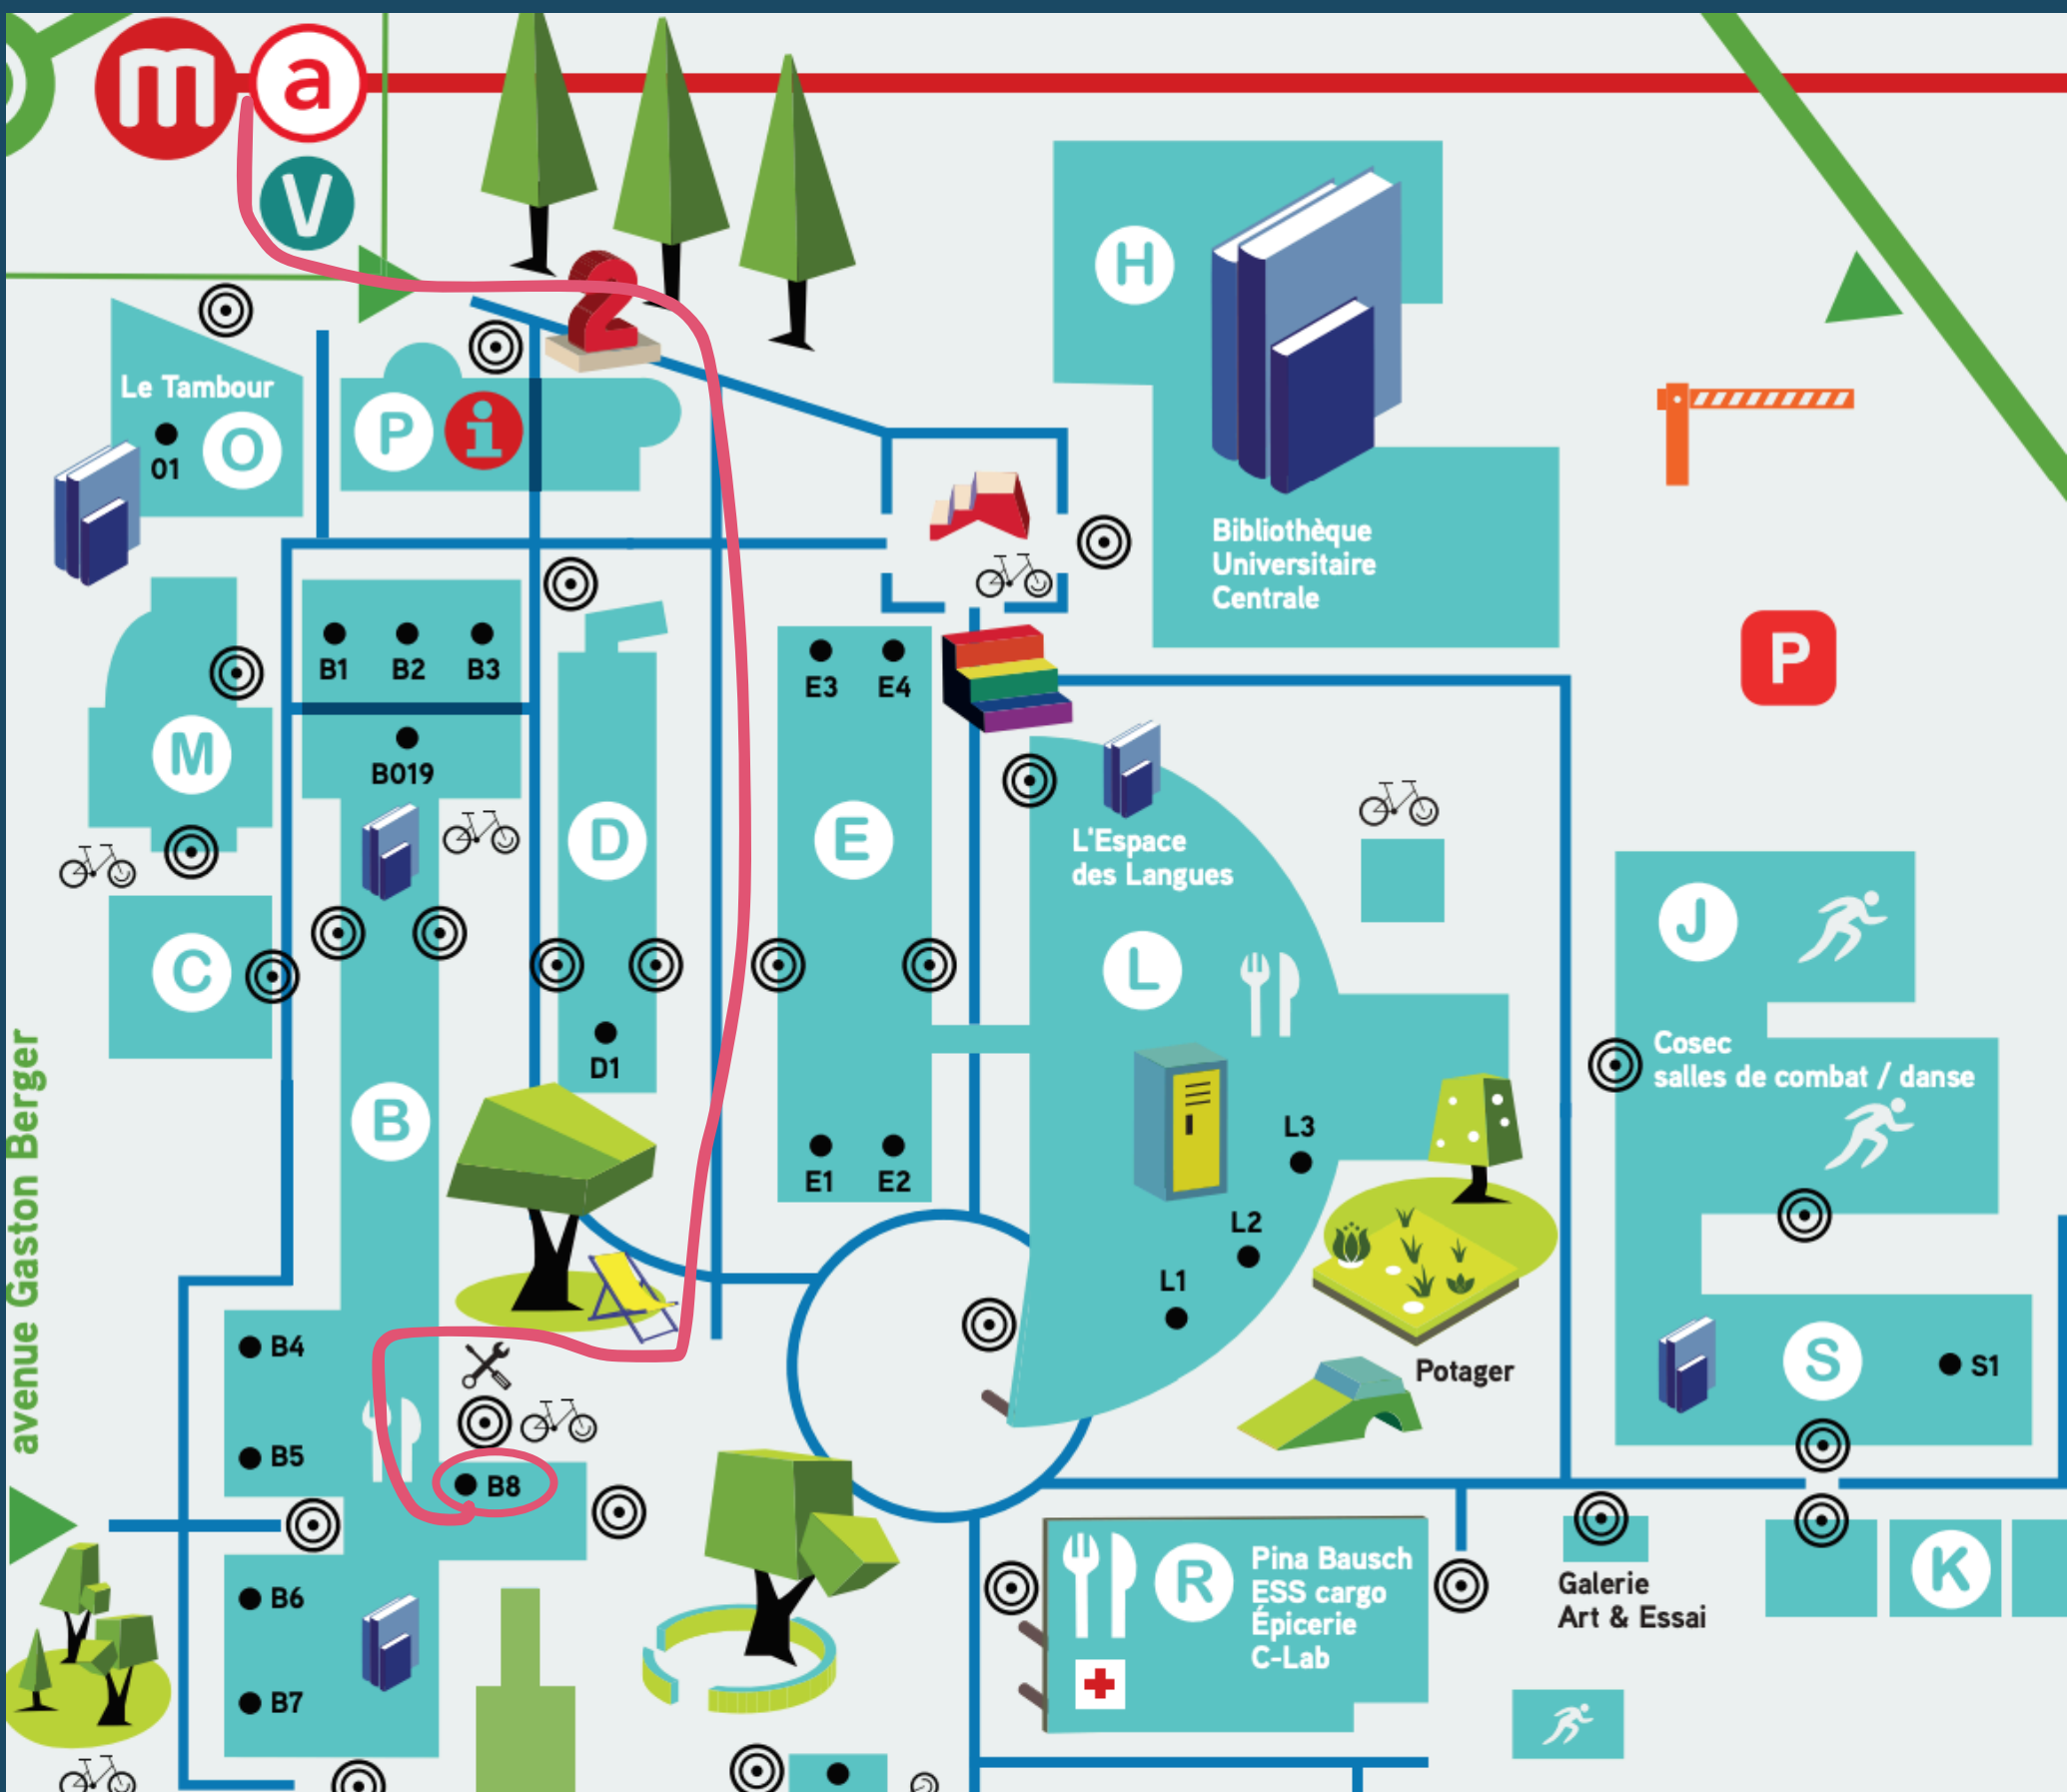 m
a
V
2
H
Le Tambour
O
O1
P
i
Bibliothèque
Universitaire
Centrale
P
B1
B2
B3
E3
E4
M
B019
D
E
L'Espace
des Langues
C
L
J
Cosec
salles de combat / danse
D1
B
avenue Gaston Berger
E1
E2
L3
L2
L1
B4
Potager
S
S1
B5
B8
R
Pina Bausch
ESS cargo
Épicerie
C-Lab
Galerie
Art & Essai
K
B6
B7